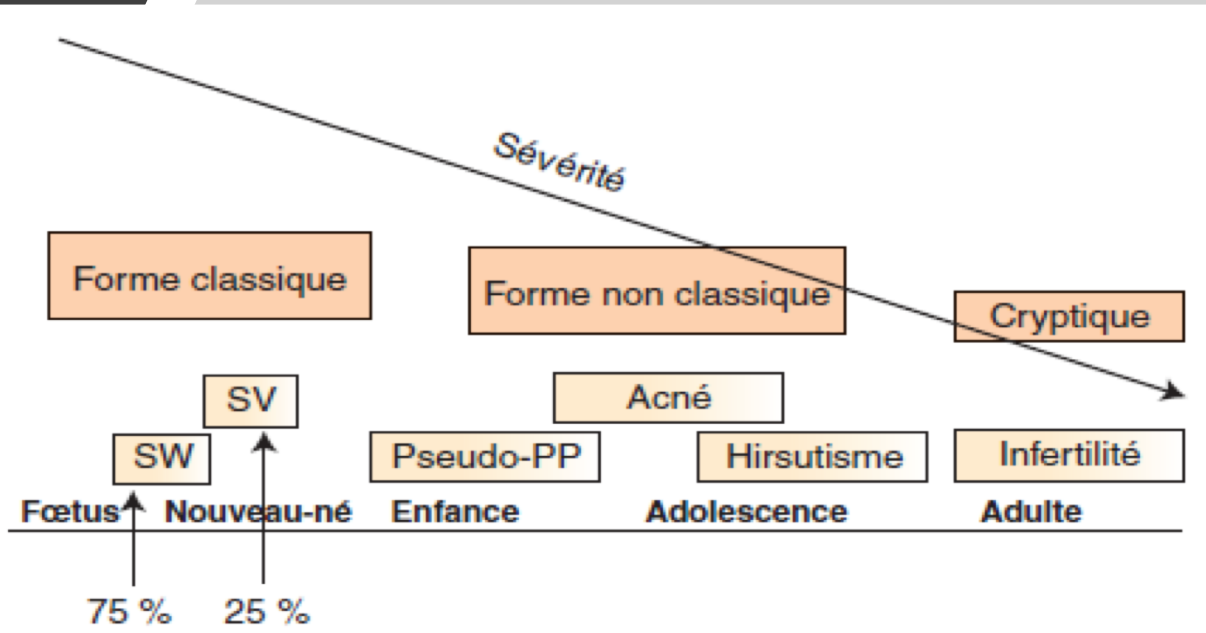 Sévérité
Forme classique
Forme non classique
Cryptique
SV
Acné
SW
Pseudo-PP
Hirsutisme
Infertilité
Fœtus
Nouveau-né
Enfance
Adolescence
Adulte
75 %
25 %